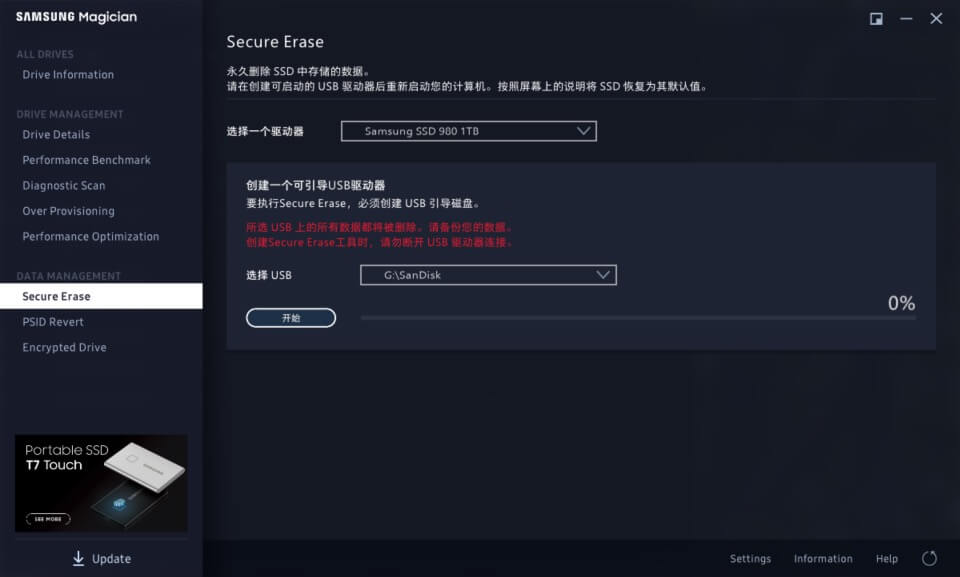 SAMSUNG Magician
ALL DRIVES
Drive Information
DRIVE MANAGEMENT
Drive Details
Performance Benchmark
Diagnostic Scan
Over Provisioning
Performance Optimization
DATA MANAGEMENT
Secure Erase
PSID Revert
Encrypted Drive
Portable SSD
T7 Touch
SAMSUNG
SEE MORE
Update
Secure Erase
永久删除 SSD 中存储的数据。
请在创建可启动的 USB 驱动器后重新启动您的计算机。按照屏幕上的说明将 SSD 恢复为其默认值。
选择一个驱动器
Samsung SSD 980 1TB
创建一个可引导USB驱动器
要执行Secure Erase，必须创建 USB 引导磁盘。
所选 USB 上的所有数据都将被删除。请备份您的数据。
创建Secure Erase工具时，请勿断开 USB 驱动器连接。
选择 USB
G:\SanDisk
开始
0%
Settings
Information
Help